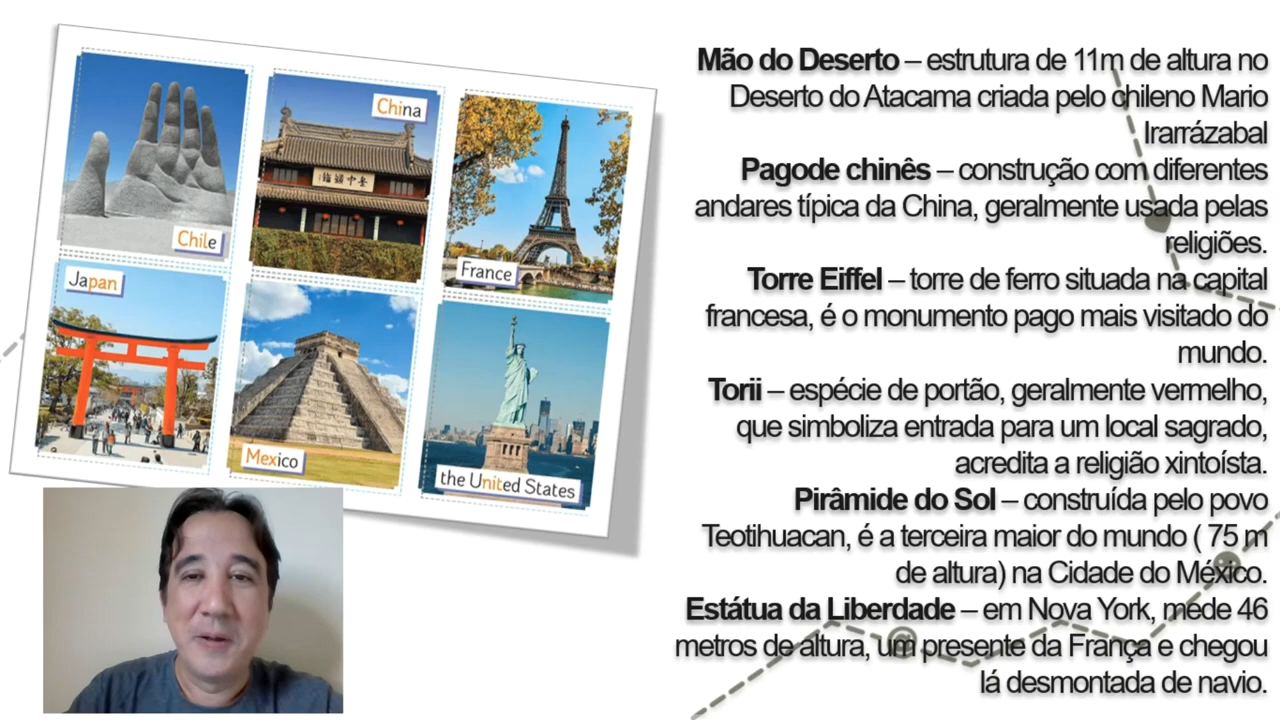 Chile
China
France
Japan
Mexico
the United States
Mão do Deserto – estrutura de 11m de altura no
Deserto do Atacama criada pelo chileno Mario
Irarrázabal
Pagode chinês – construção com diferentes
andares típica da China, geralmente usada pelas
religiões.
Torre Eiffel – torre de ferro situada na capital
francesa, é o monumento pago mais visitado do
mundo.
Torii – espécie de portão, geralmente vermelho,
que simboliza entrada para um local sagrado,
acredita a religião xintoísta.
Pirâmide do Sol – construída pelo povo
Teotihuacan, é a terceira maior do mundo ( 75 m
de altura) na Cidade do México.
Estátua da Liberdade – em Nova York, mede 46
metros de altura, um presente da França e chegou
lá desmontada de navio.